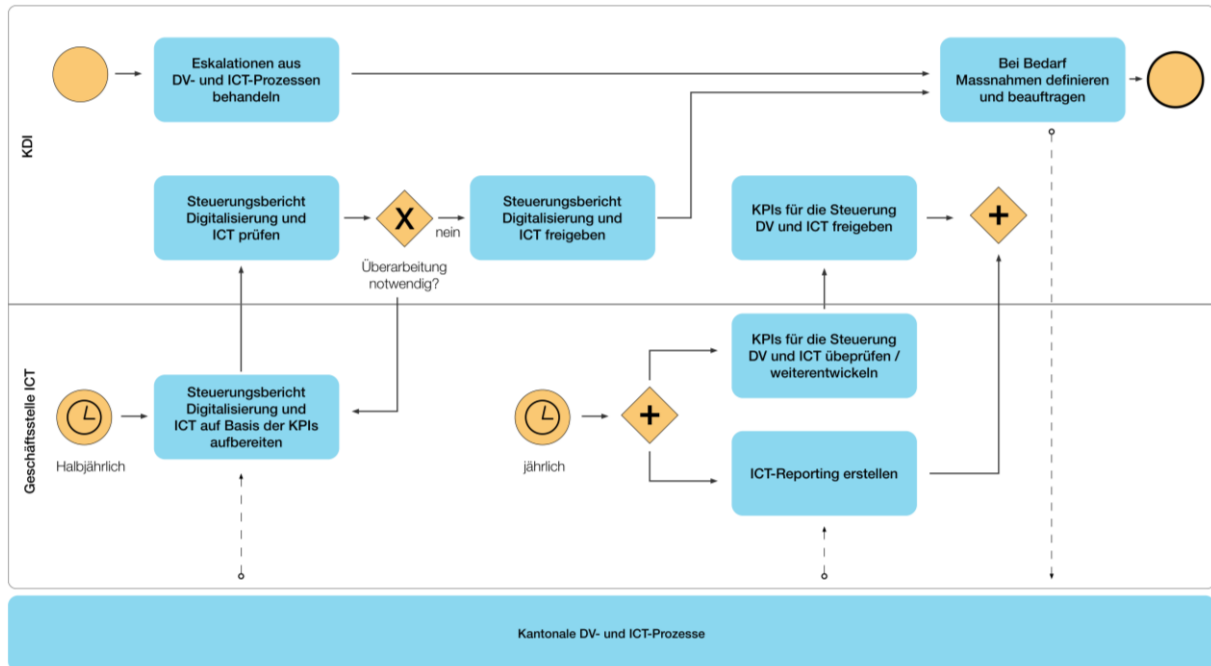 KDI
Eskalationen aus
DV- und ICT-Prozessen
behandeln
Bei Bedarf
Massnahmen definieren
und beauftragen
Steuerungsbericht
Digitalisierung und
ICT prüfen
X
nein
Überarbeitung
notwendig?
Steuerungsbericht
Digitalisierung und
ICT freigeben
KPIs für die Steuerung
DV und ICT freigeben
+
Geschäftsstelle ICT
Halbjährlich
Steuerungsbericht
Digitalisierung und
ICT auf Basis der KPIs
aufbereiten
jährlich
+
KPIs für die Steuerung
DV und ICT übeprüfen /
weiterentwickeln
ICT-Reporting erstellen
Kantonale DV- und ICT-Prozesse